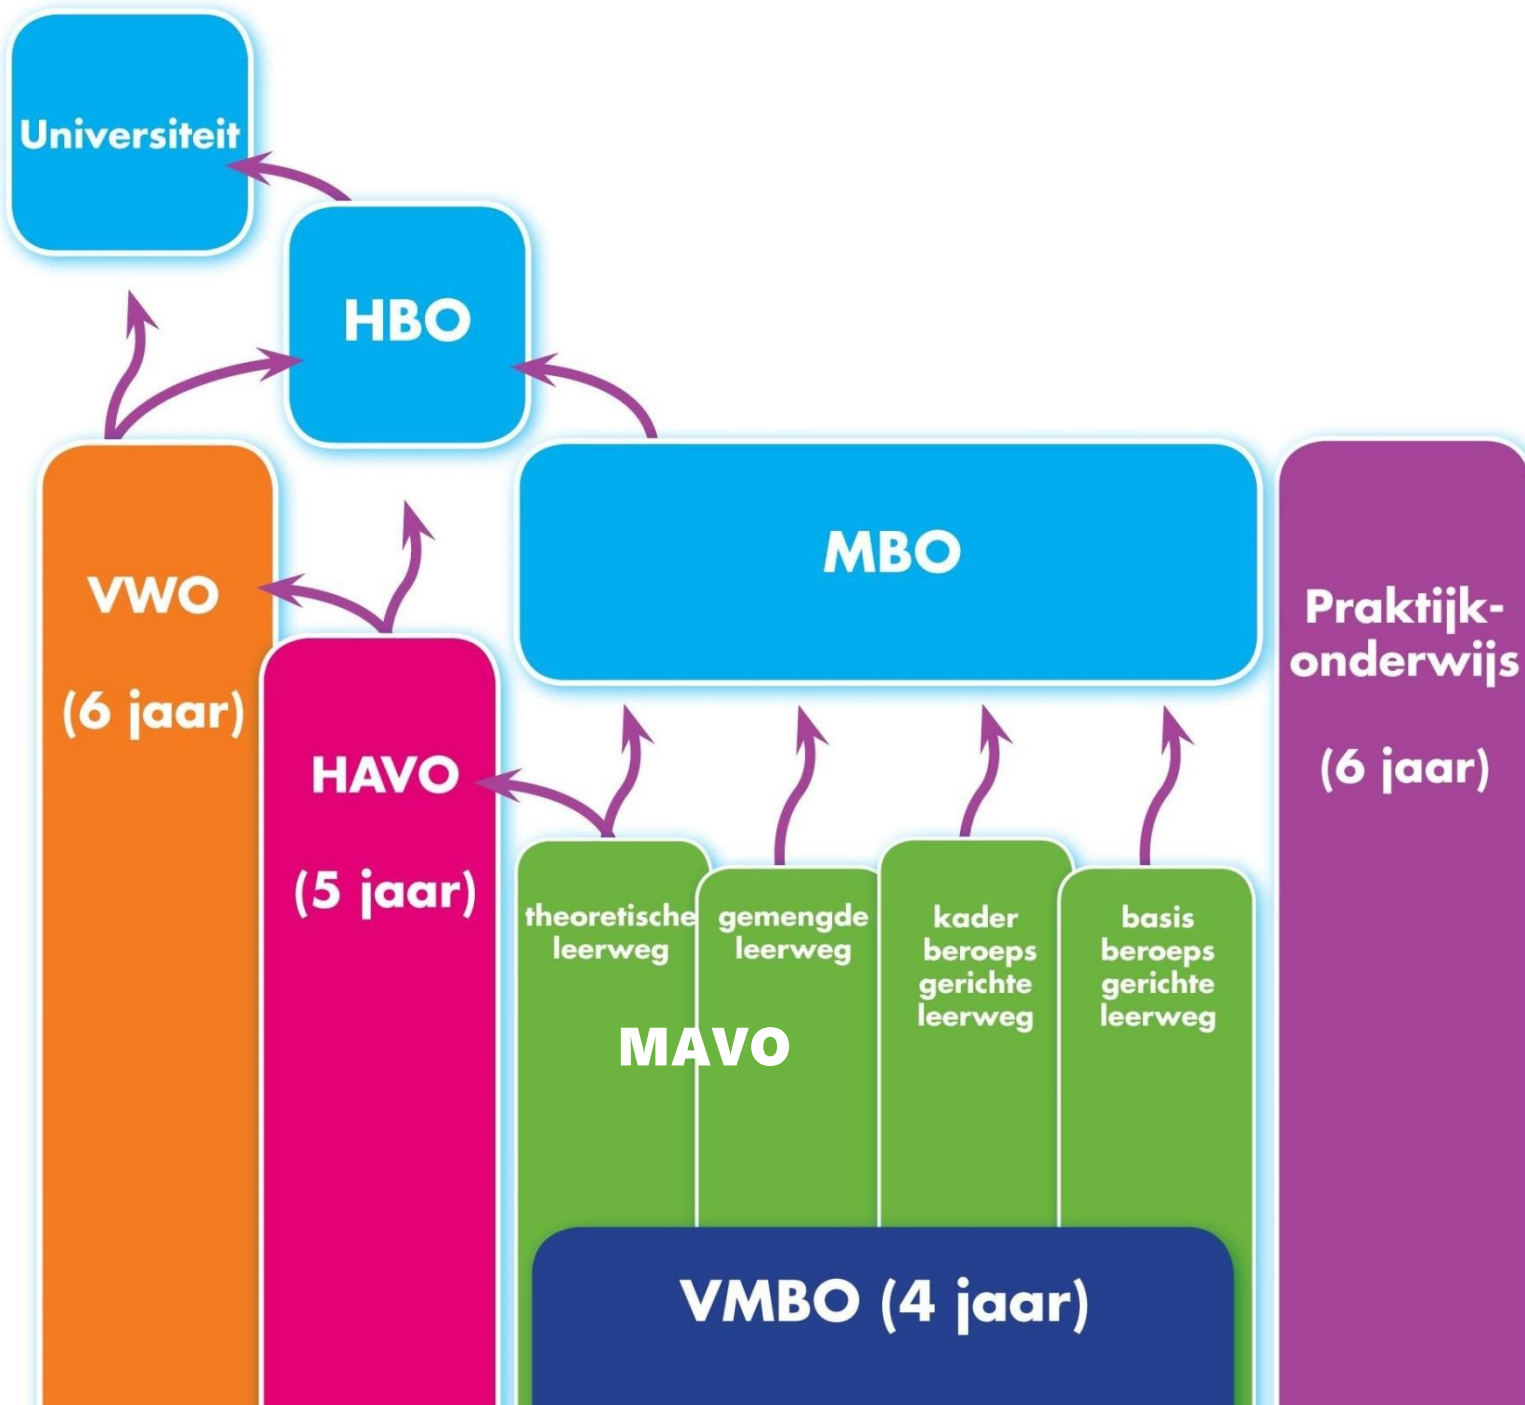 Universiteit
HBO
MBO
VWO
(6 jaar)
HAVO
(5 jaar)
Praktijk-
onderwijs
(6 jaar)
theoretische
leerweg
gemengde
leerweg
MAVO
kader
beroeps
gerichte
leerweg
basis
beroeps
gerichte
leerweg
VMBO (4 jaar)